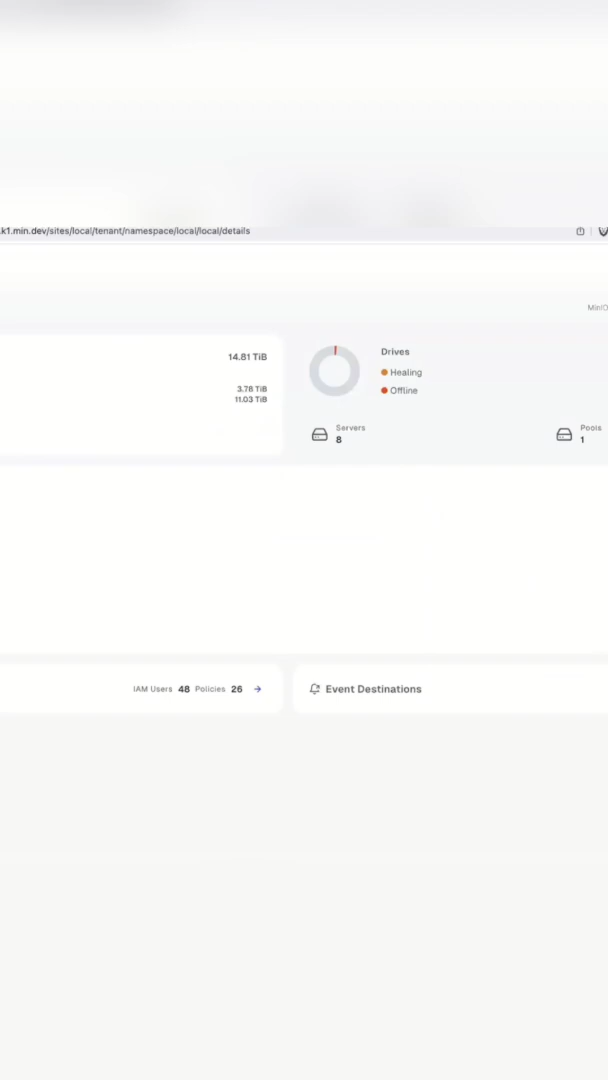 .k1.min.dev/sites/local/tenant/namespace/local/local/details
MinIO
14.81 TiB
3.78 TiB
11.03 TiB
Drives
Healing
Offline
Servers
8
Pools
1
IAM Users 48 Policies 26
Event Destinations